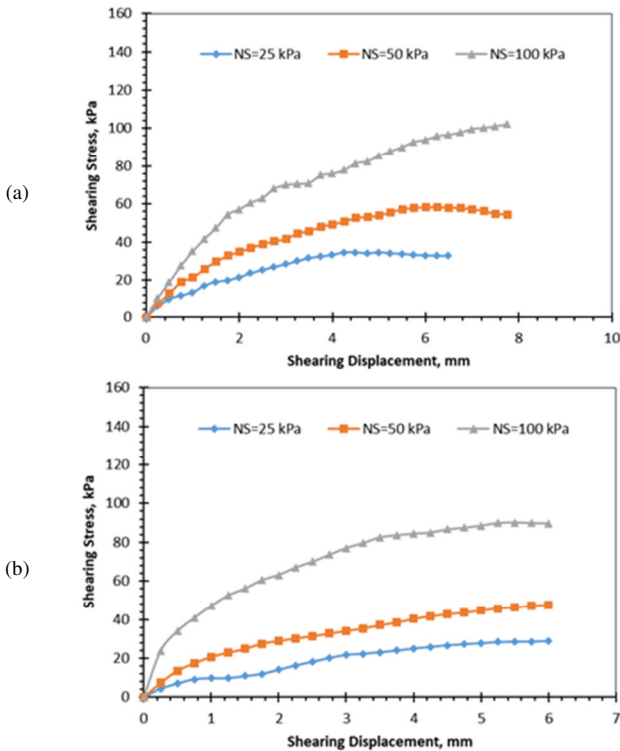 (a)
Shearing Stress, kPa
160
140
120
100
80
60
40
20
0
NS=25 kPa NS=50 kPa NS=100 kPa
0 2 4 6 8 10
Shearing Displacement, mm
(b)
Shearing Stress, kPa
160
140
120
100
80
60
40
20
0
NS=25 kPa NS=50 kPa NS=100 kPa
0 1 2 3 4 5 6 7
Shearing Displacement, mm